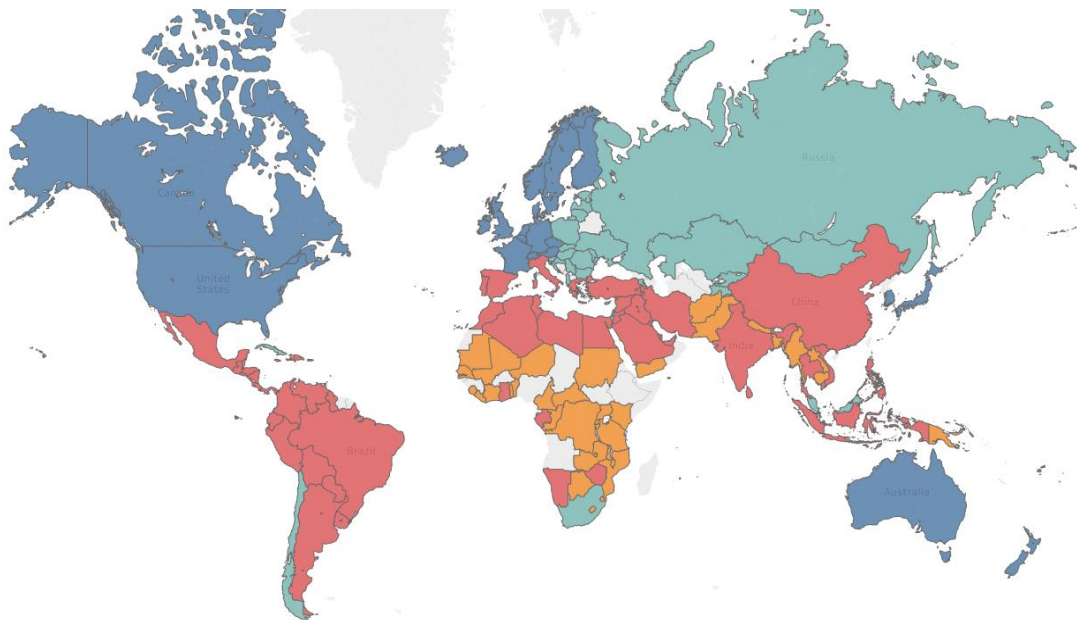 Canada
Russia
United
States
China
India
Brazil
Australia